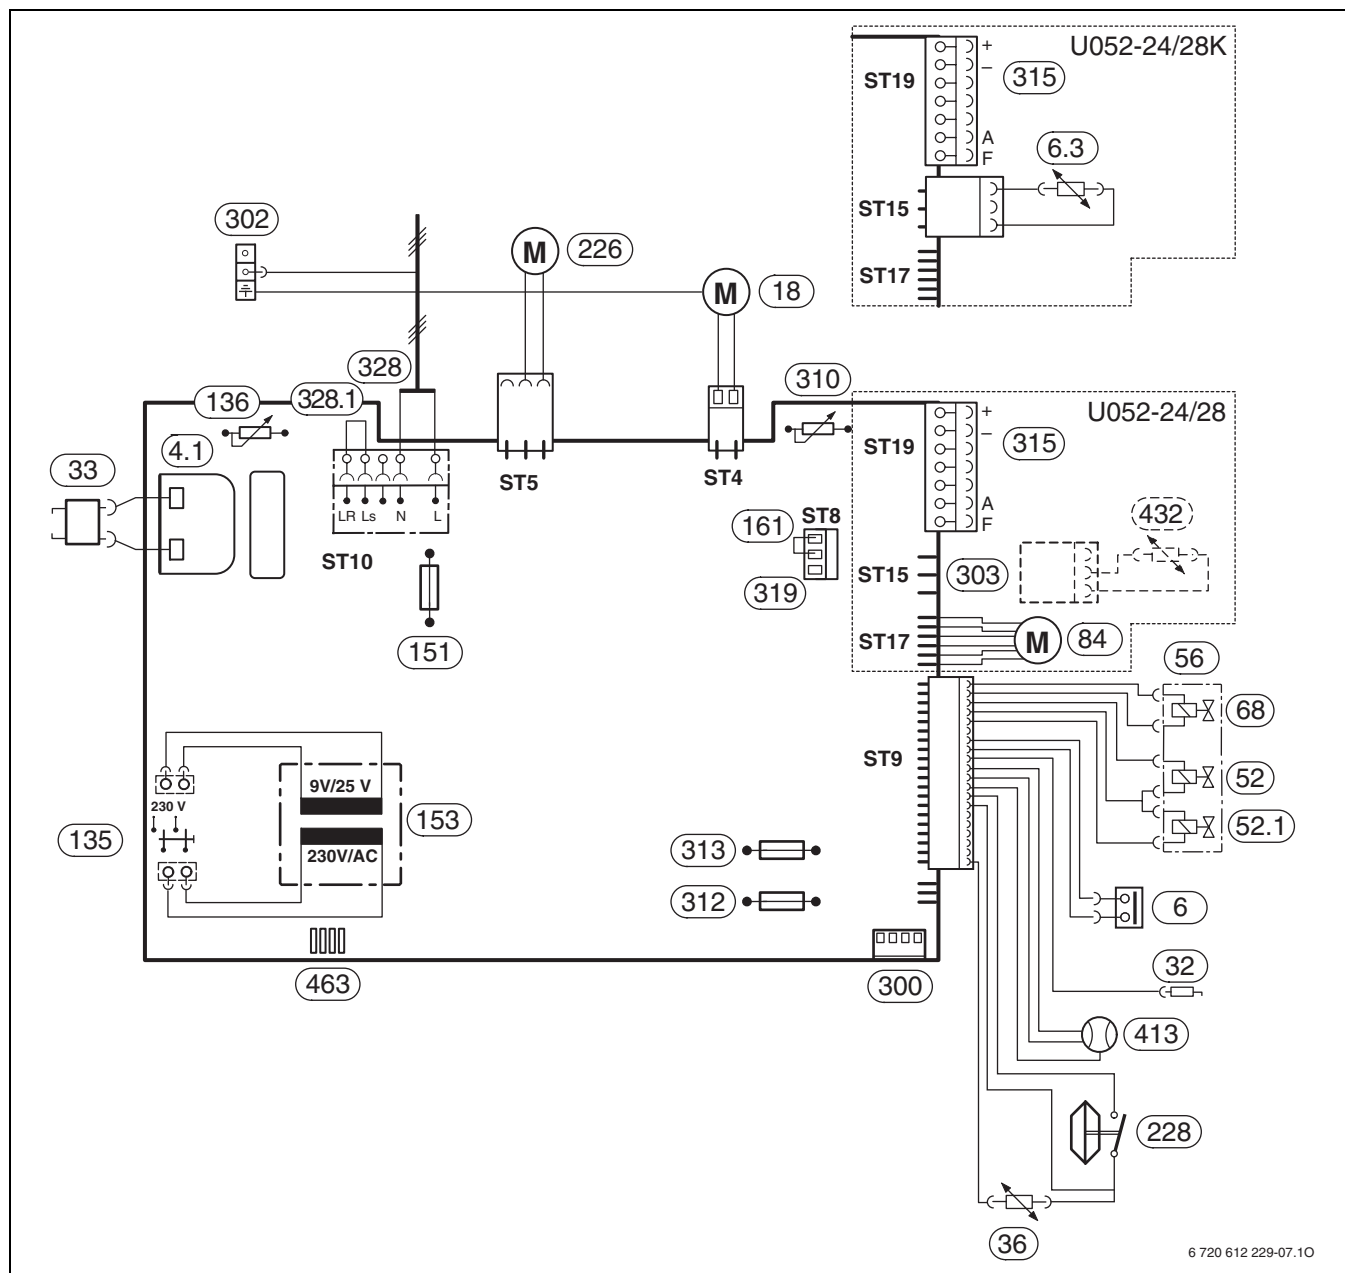 U052-24/28K
ST19
+
–
315
A
F
6.3
ST15
ST17
302
M
226
M
18
328
310
136
328.1
U052-24/28
4.1
ST19
+
–
315
33
ST5
ST4
A
F
432
LR
Ls
N
L
161
ST8
ST10
ST15
303
319
151
ST17
M
84
56
68
ST9
52
9V/25 V
230 V
153
135
52.1
230V/AC
313
312
6
463
300
32
413
228
36
6 720 612 229-07.1O